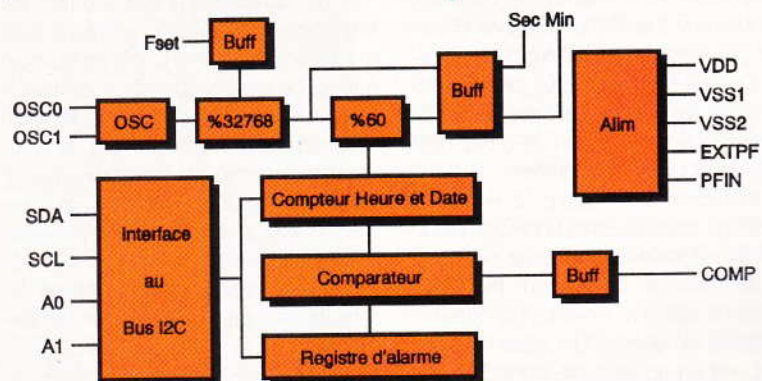 Sec Min
Fset
Buff
OSC0
OSC1
OSC
%32768
%60
Buff
Alim
VDD
VSS1
VSS2
EXTPF
PFIN
SDA
SCL
A0
A1
Interface
au
Bus I2C
Compteur Heure et Date
Comparateur
Buff
COMP
Registre d'alarme